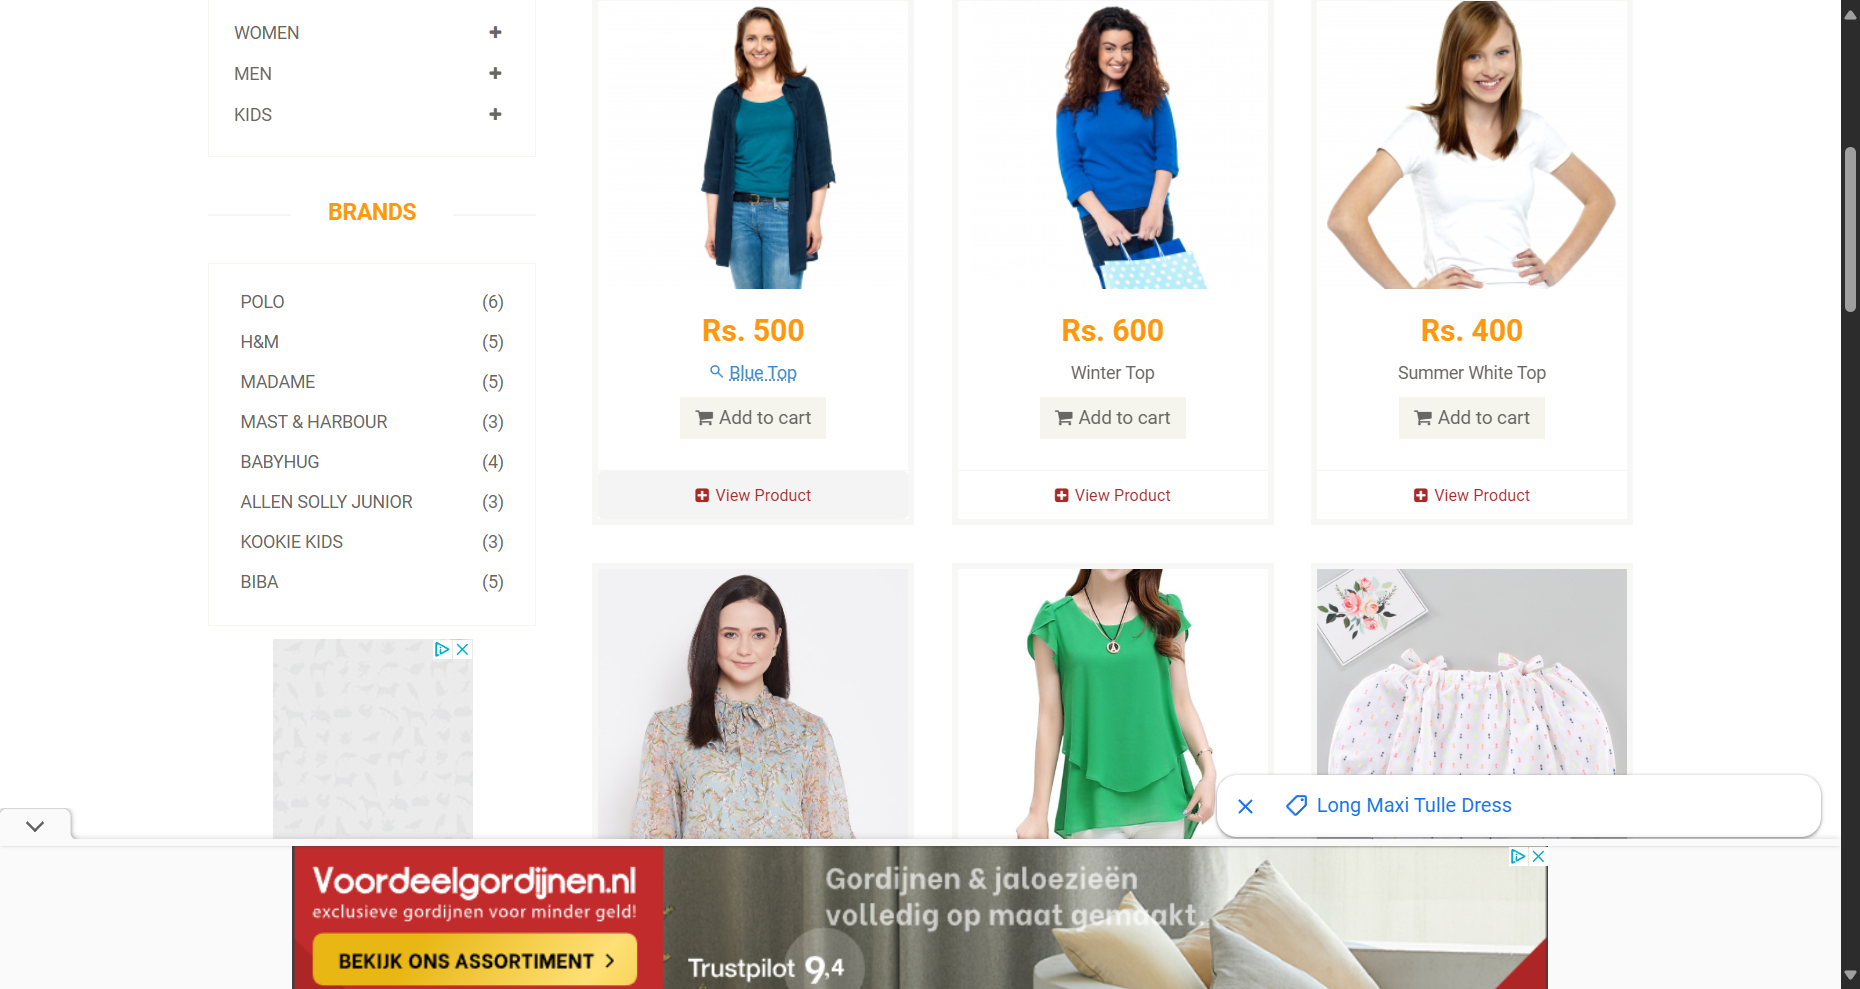 WOMEN
MEN
KIDS
BRANDS
POLO (6)
H&M (5)
MADAME (5)
MAST & HARBOUR (3)
BABYHUG (4)
ALLEN SOLLY JUNIOR (3)
KOOKIE KIDS (3)
BIBA (5)
Rs. 500
Blue Top
Add to cart
View Product
Rs. 600
Winter Top
Add to cart
View Product
Rs. 400
Summer White Top
Add to cart
View Product
Long Maxi Tulle Dress
Voordeelgordijnen.nl
exclusieve gordijnen voor minder geld!
BEKIJK ONS ASSORTIMENT
Gordijnen & jaloezieën
volledig op maat gemaakt.
Trustpilot 9,4